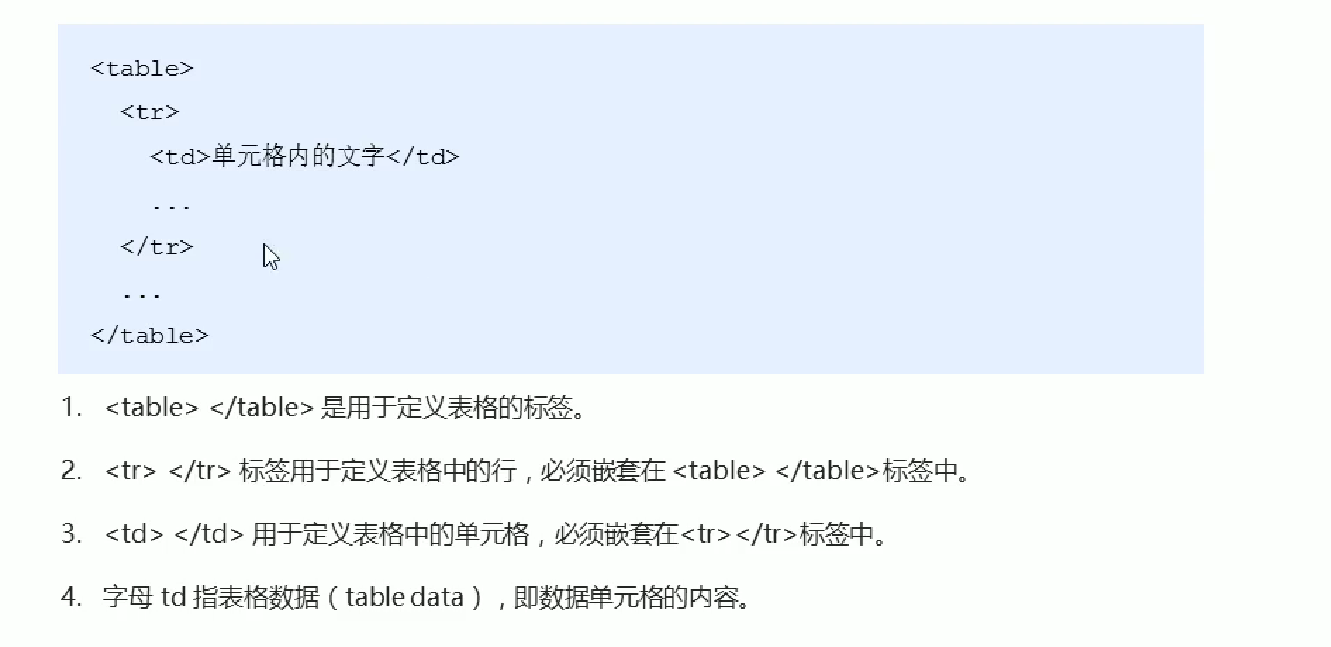 <table>
<tr>
<td>单元格内的文字</td>
...
</tr>
...
</table>
1. <table> </table> 是用于定义表格的标签。
2. <tr> </tr> 标签用于定义表格中的行，必须嵌套在 <table> </table>标签中。
3. <td> </td> 用于定义表格中的单元格，必须嵌套在<tr></tr>标签中。
4. 字母 td 指表格数据（table data），即数据单元格的内容。